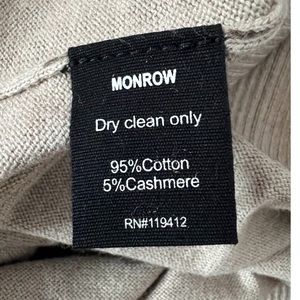 MONROW
Dry clean only
95%Cotton
5%Cashmere
RN#119412